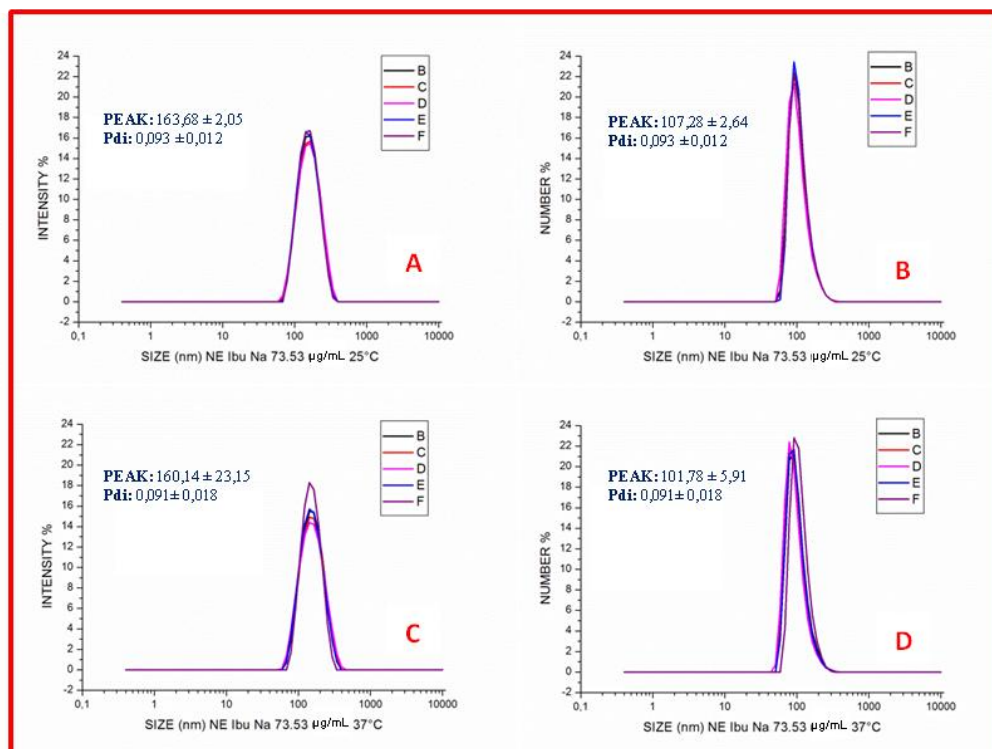 24
22
20
18
16
14
12
10
8
6
4
2
0
-2
INTENSITY %
PEAK: 163,68 ± 2,05
Pdi: 0,093 ± 0,012
B
C
D
E
F
A
0,1 1 10 100 1000 10000
SIZE (nm) NE Ibu Na 73.53 µg/mL 25°C
24
22
20
18
16
14
12
10
8
6
4
2
0
-2
NUMBER %
PEAK: 107,28 ± 2,64
Pdi: 0,093 ± 0,012
B
C
D
E
F
B
0,1 1 10 100 1000 10000
SIZE (nm) NE Ibu Na 73.53 µg/mL 25°C
24
22
20
18
16
14
12
10
8
6
4
2
0
-2
INTENSITY %
PEAK: 160,14 ± 23,15
Pdi: 0,091± 0,018
B
C
D
E
F
C
0,1 1 10 100 1000 10000
SIZE (nm) NE Ibu Na 73.53 µg/mL 37°C
24
22
20
18
16
14
12
10
8
6
4
2
0
-2
NUMBER %
PEAK: 101,78 ± 5,91
Pdi: 0,091± 0,018
B
C
D
E
F
D
0,1 1 10 100 1000 10000
SIZE (nm) NE Ibu Na 73.53 µg/mL 37°C